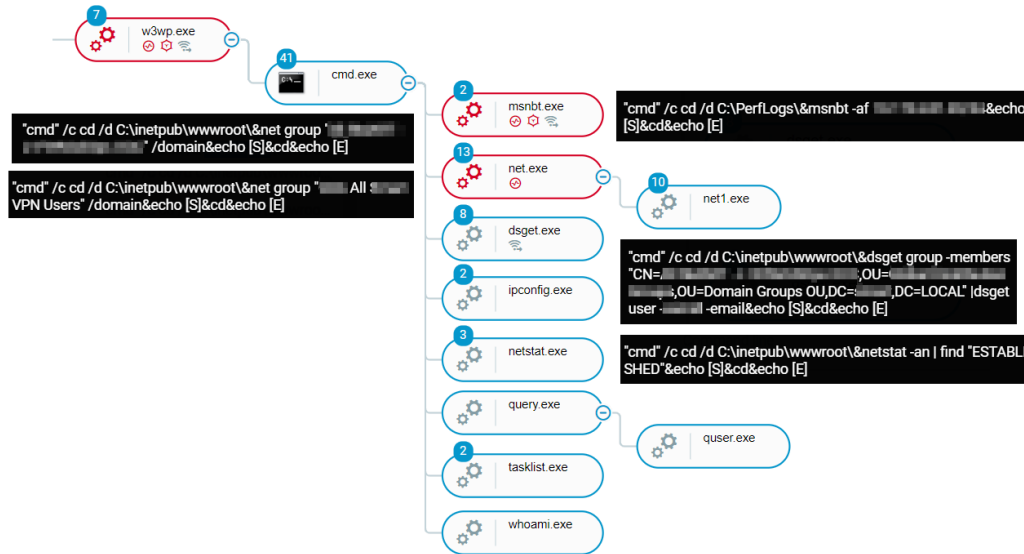 7
w3wp.exe
41
cmd.exe
2
msnbt.exe
"cmd" /c cd /d C:\PerfLogs\&msnbt -af &echo
[S]&cd&echo [E]
"cmd" /c cd /d C:\inetpub\wwwroot\&net group "
" /domain&echo [S]&cd&echo [E]
13
net.exe
"cmd" /c cd /d C:\inetpub\wwwroot\&net group " All
VPN Users" /domain&echo [S]&cd&echo [E]
10
net1.exe
8
dsget.exe
"cmd" /c cd /d C:\inetpub\wwwroot\&dsget group -members
"CN= ,OU=
,OU=Domain Groups OU,DC= ,DC=LOCAL" |dsget
user - -email&echo [S]&cd&echo [E]
2
ipconfig.exe
3
netstat.exe
"cmd" /c cd /d C:\inetpub\wwwroot\&netstat -an | find "ESTABLI
SHED"&echo [S]&cd&echo [E]
query.exe
quser.exe
2
tasklist.exe
whoami.exe